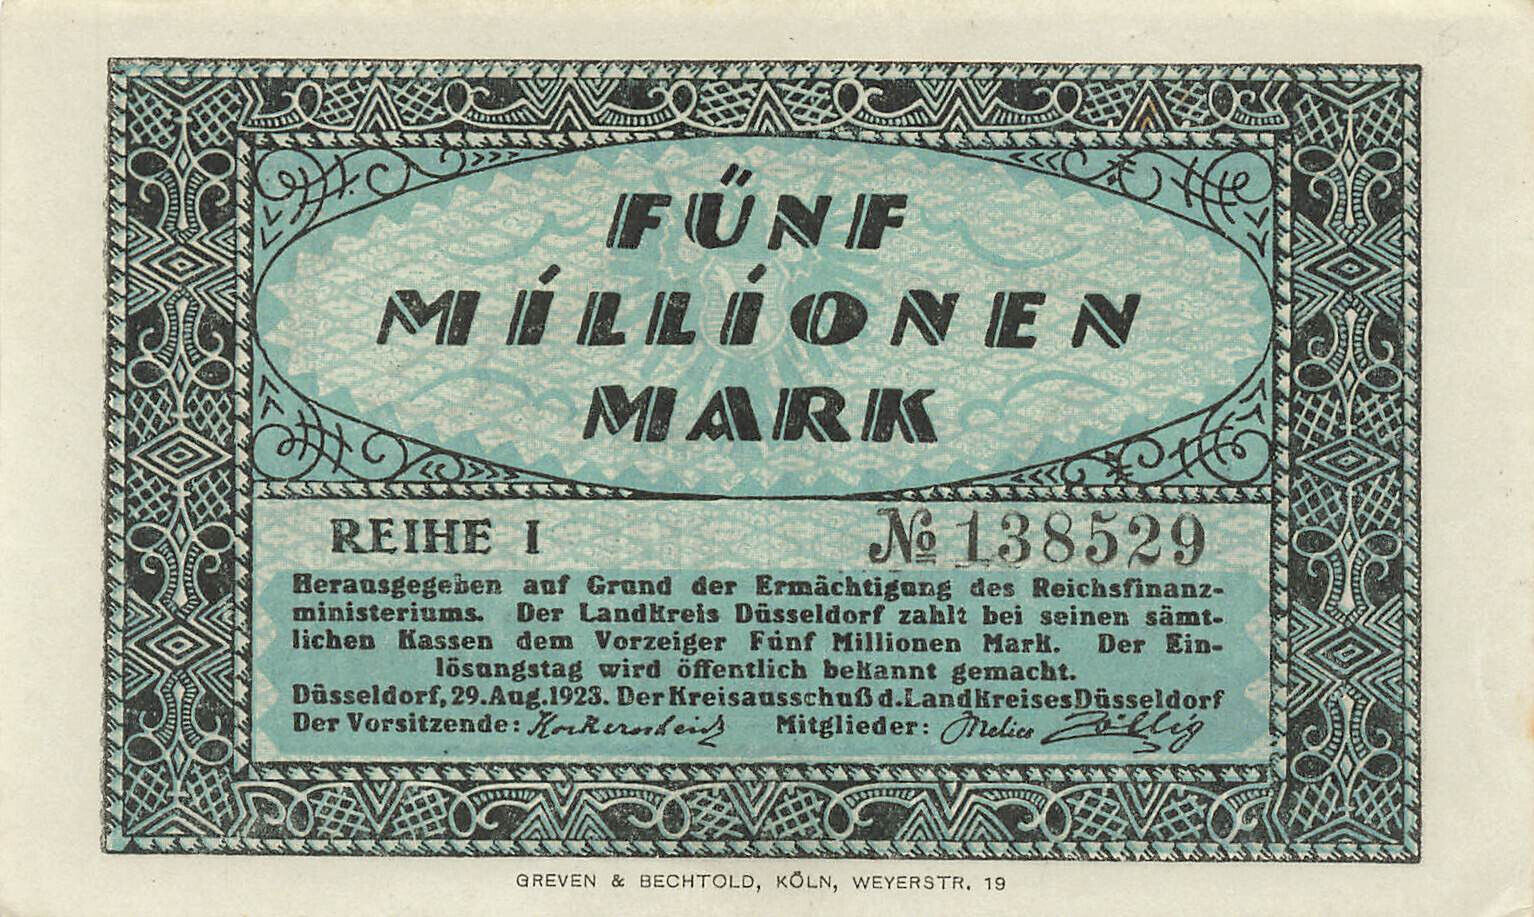 FÜNF
MILLIONEN
MARK
REIHE I
№ 138529
Herausgegeben auf Grund der Ermächtigung des Reichsfinanz-
ministeriums. Der Landkreis Düsseldorf zahlt bei seinen sämt-
lichen Kassen dem Vorzeiger Fünf Millionen Mark. Der Ein-
lösungstag wird öffentlich bekannt gemacht.
Düsseldorf, 29. Aug. 1923. Der Kreisausschuß d. Landkreises Düsseldorf
Der Vorsitzende: Mitglieder: Zöllig
GREVEN & BECHTOLD, KÖLN, WEYERSTR. 19